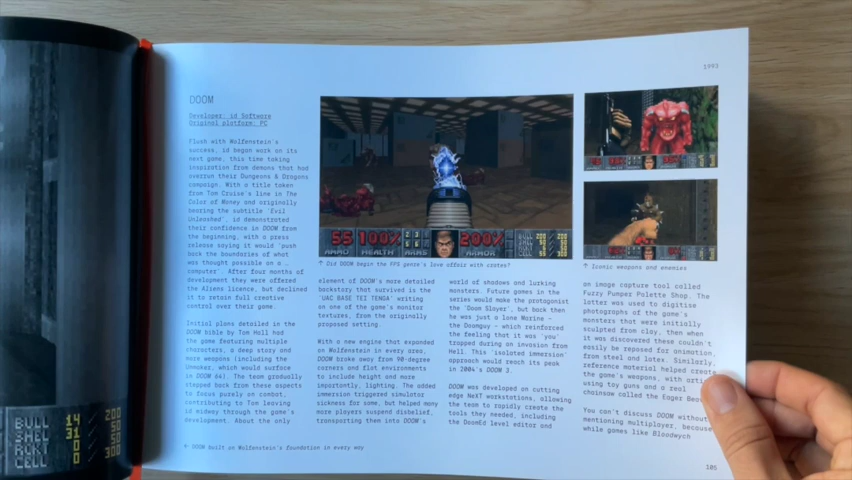 1993
DOOM
Developer: id Software
Original platform: PC
Flush with Wolfenstein's
success, id began work on its
next game, this time taking
inspiration from demons that had
overrun their Dungeons & Dragons
campaign. With a title taken
from Tom Cruise's line in The
Color of Money and originally
bearing the subtitle 'Evil
Unleashed', id demonstrated
their confidence in DOOM from
the beginning, with a press
release saying it would 'push
back the boundaries of what
was thought possible on a …
computer'. After four months of
development they were offered
the Aliens licence, but declined
it to retain full creative
control over their game.
Initial plans detailed in the
DOOM bible by Tom Hall had
the game featuring multiple
characters, a deep story and
more weapons (including the
Unmaker, which would surface
in DOOM 64). The team gradually
stepped back from these aspects
to focus purely on combat,
contributing to Tom leaving
id midway through the game's
development. About the only
55 100% 200%
AMMO HEALTH ARMS ARMOR
↑ Did DOOM begin the FPS genre's love affair with crates?
element of DOOM's more detailed
backstory that survived is the
'UAC BASE TEI TENGA' writing
on one of the game's monitor
textures, from the originally
proposed setting.
With a new engine that expanded
on Wolfenstein in every area,
DOOM broke away from 90-degree
corners and flat environments
to include height and more
importantly, lighting. The added
immersion triggered simulator
sickness for some, but helped many
more players suspend disbelief,
transporting them into DOOM's
world of shadows and lurking
monsters. Future games in the
series would make the protagonist
the 'Doom Slayer', but back then
he was just a lone Marine –
the Doomguy – which reinforced
the feeling that it was 'you'
trapped during an invasion from
Hell. This 'isolated immersion'
approach would reach its peak
in 2004's DOOM 3.
DOOM was developed on cutting
edge NeXT workstations, allowing
the team to rapidly create the
tools they needed, including
the DoomEd level editor and
↑ Iconic weapons and enemies
an image capture tool called
Fuzzy Pumper Palette Shop. The
latter was used to digitise
photographs of the game's
monsters that were initially
sculpted from clay, then when
it was discovered these couldn't
easily be reposed for animation,
from steel and latex. Similarly,
reference material helped create
the game's weapons, with
using toy guns and a real
chainsaw called the Eager
You can't discuss DOOM without
mentioning multiplayer, because
while games like Bloodwych
← DOOM built on Wolfenstein's foundation in every way
105
BULL 14 200
SHEL 31
RCKT 0
CELL 0 300